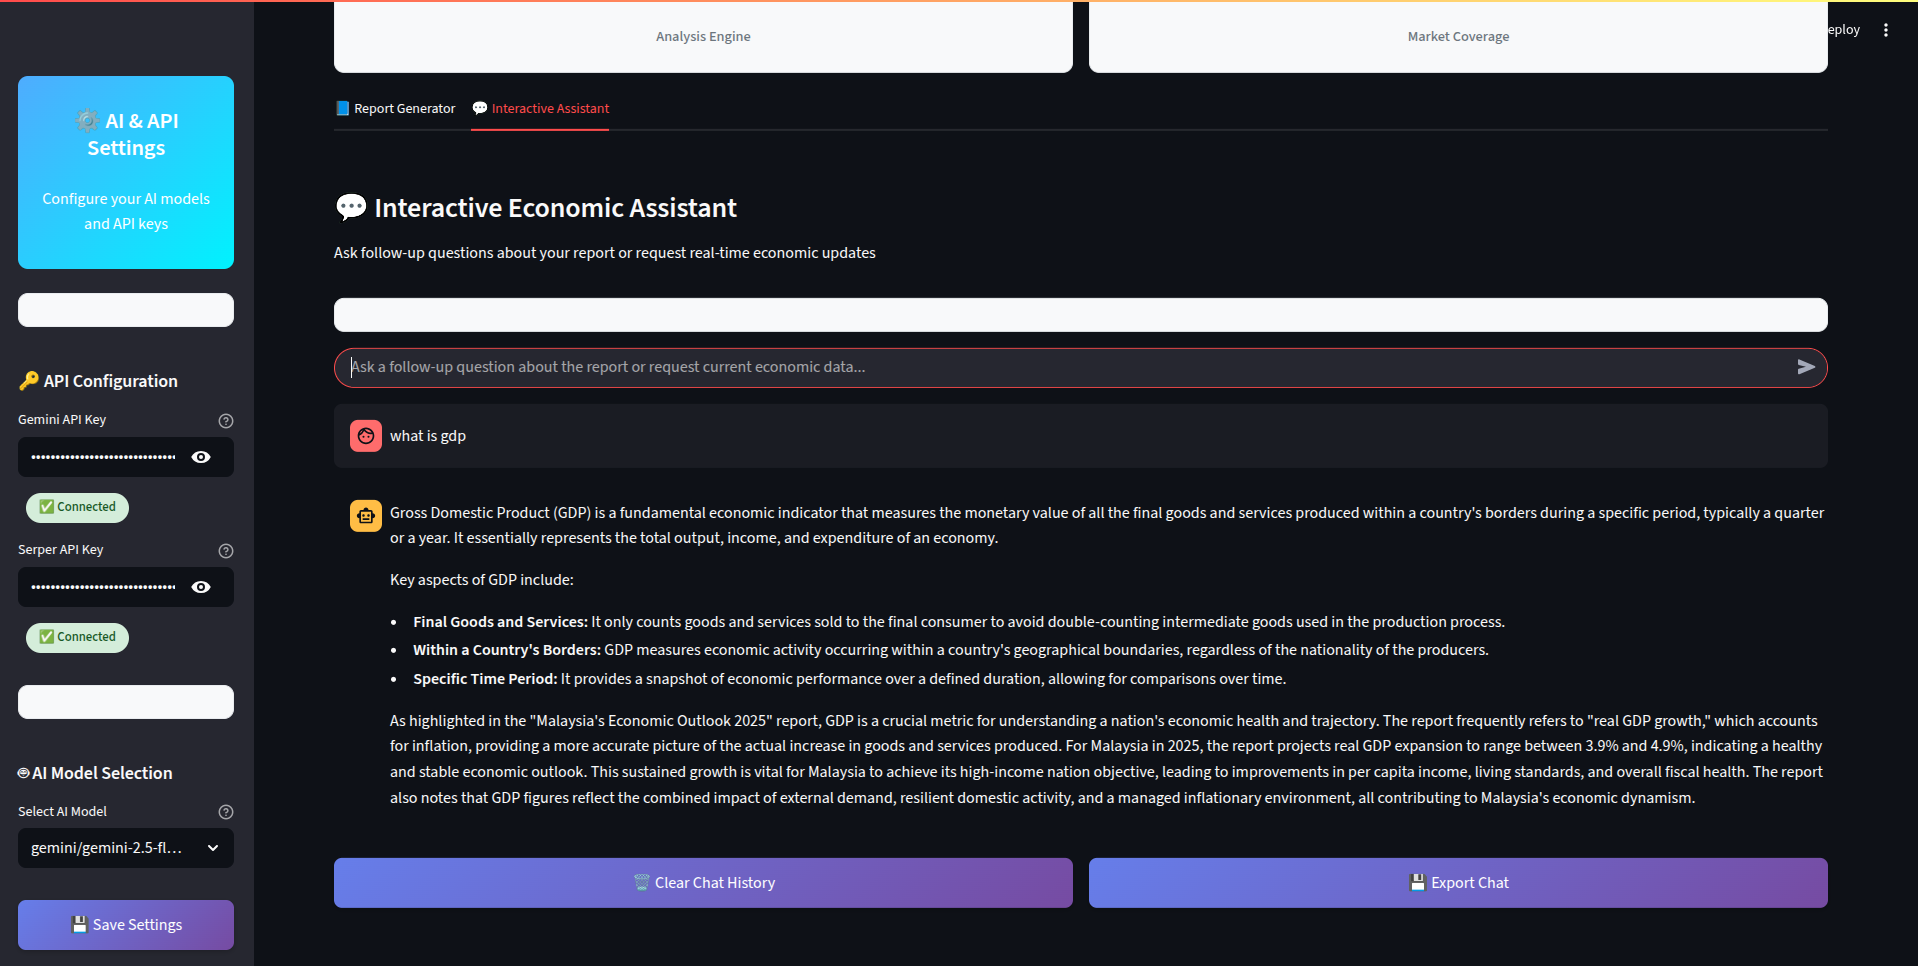 ⚙️ AI & API
Settings
Configure your AI models
and API keys
🔑 API Configuration
Gemini API Key
••••••••••••••••••••••••••••••
✅ Connected
Serper API Key
••••••••••••••••••••••••••••••
✅ Connected
AI Model Selection
Select AI Model
gemini/gemini-2.5-fl...
💾 Save Settings
Analysis Engine
Market Coverage
eploy
📘 Report Generator
💬 Interactive Assistant
💬 Interactive Economic Assistant
Ask follow-up questions about your report or request real-time economic updates
Ask a follow-up question about the report or request current economic data...
what is gdp
Gross Domestic Product (GDP) is a fundamental economic indicator that measures the monetary value of all the final goods and services produced within a country's borders during a specific period, typically a quarter
or a year. It essentially represents the total output, income, and expenditure of an economy.
Key aspects of GDP include:
• Final Goods and Services: It only counts goods and services sold to the final consumer to avoid double-counting intermediate goods used in the production process.
• Within a Country's Borders: GDP measures economic activity occurring within a country's geographical boundaries, regardless of the nationality of the producers.
• Specific Time Period: It provides a snapshot of economic performance over a defined duration, allowing for comparisons over time.
As highlighted in the "Malaysia's Economic Outlook 2025" report, GDP is a crucial metric for understanding a nation's economic health and trajectory. The report frequently refers to "real GDP growth," which accounts
for inflation, providing a more accurate picture of the actual increase in goods and services produced. For Malaysia in 2025, the report projects real GDP expansion to range between 3.9% and 4.9%, indicating a healthy
and stable economic outlook. This sustained growth is vital for Malaysia to achieve its high-income nation objective, leading to improvements in per capita income, living standards, and overall fiscal health. The report
also notes that GDP figures reflect the combined impact of external demand, resilient domestic activity, and a managed inflationary environment, all contributing to Malaysia's economic dynamism.
🗑️ Clear Chat History
💾 Export Chat